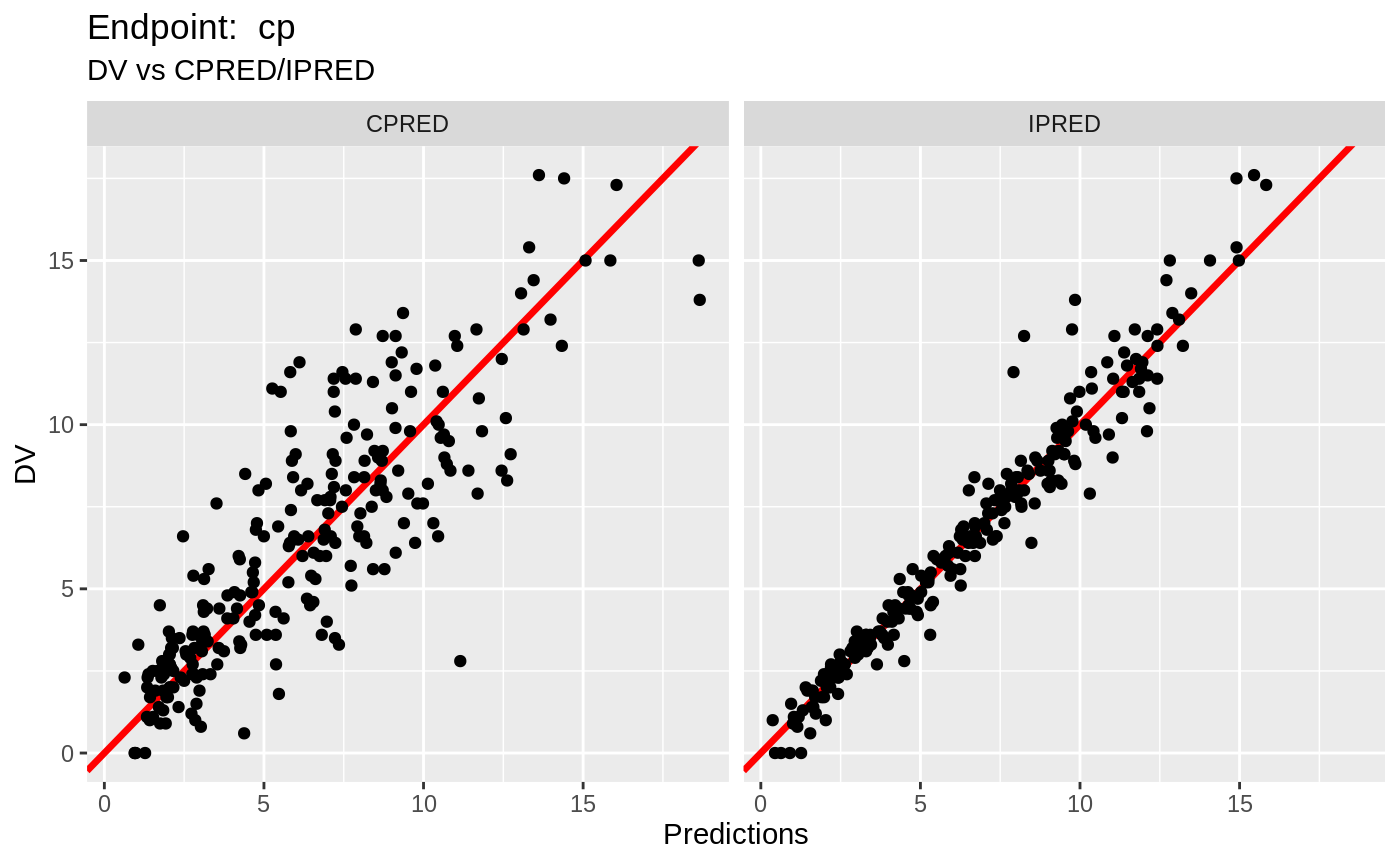 Endpoint:  cp
DV vs CPRED/IPRED
CPRED
IPRED
DV
15
10
5
0
0 5 10 15
0 5 10 15
Predictions